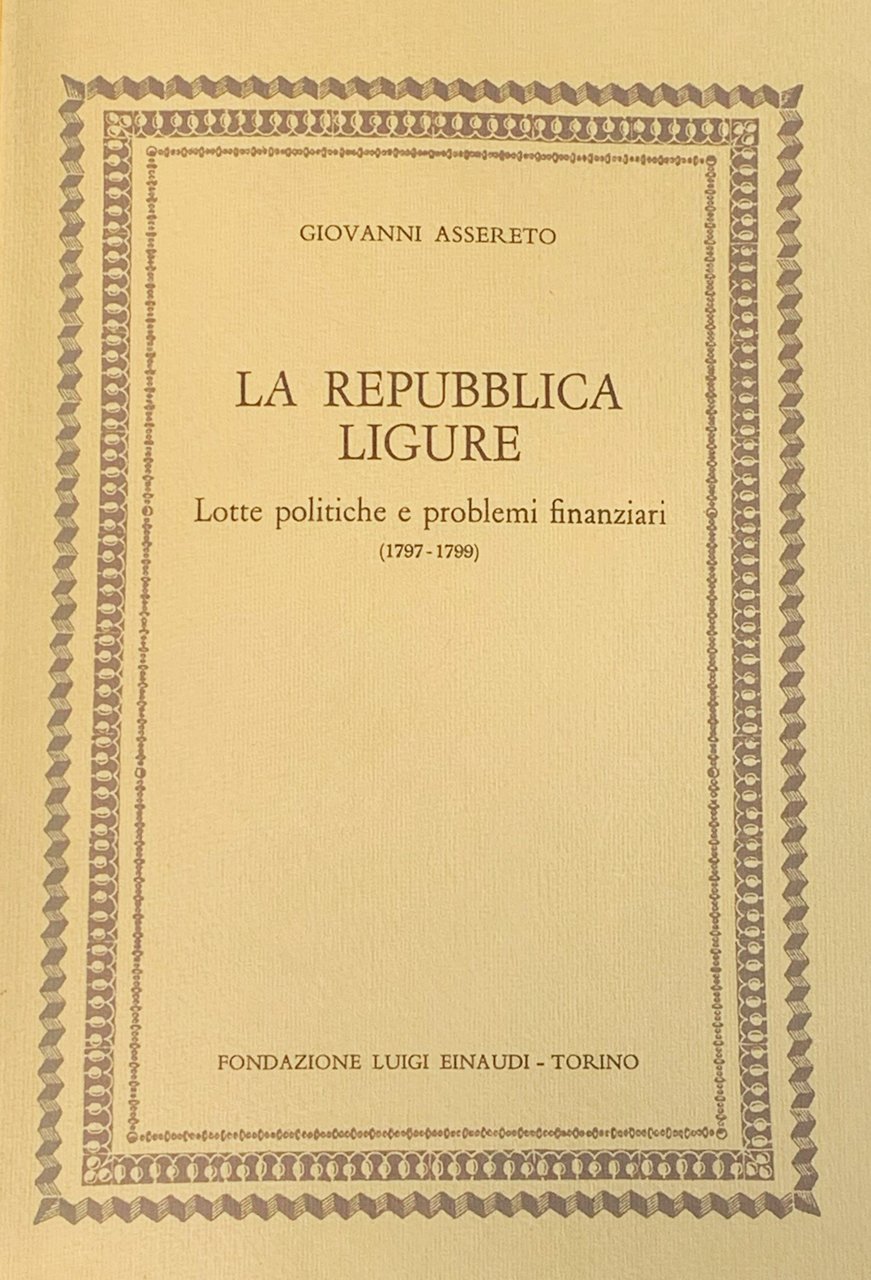 GIOVANNI ASSERETO
LA REPUBBLICA
LIGURE
Lotte politiche e problemi finanziari
(1797-1799)
FONDAZIONE LUIGI EINAUDI - TORINO